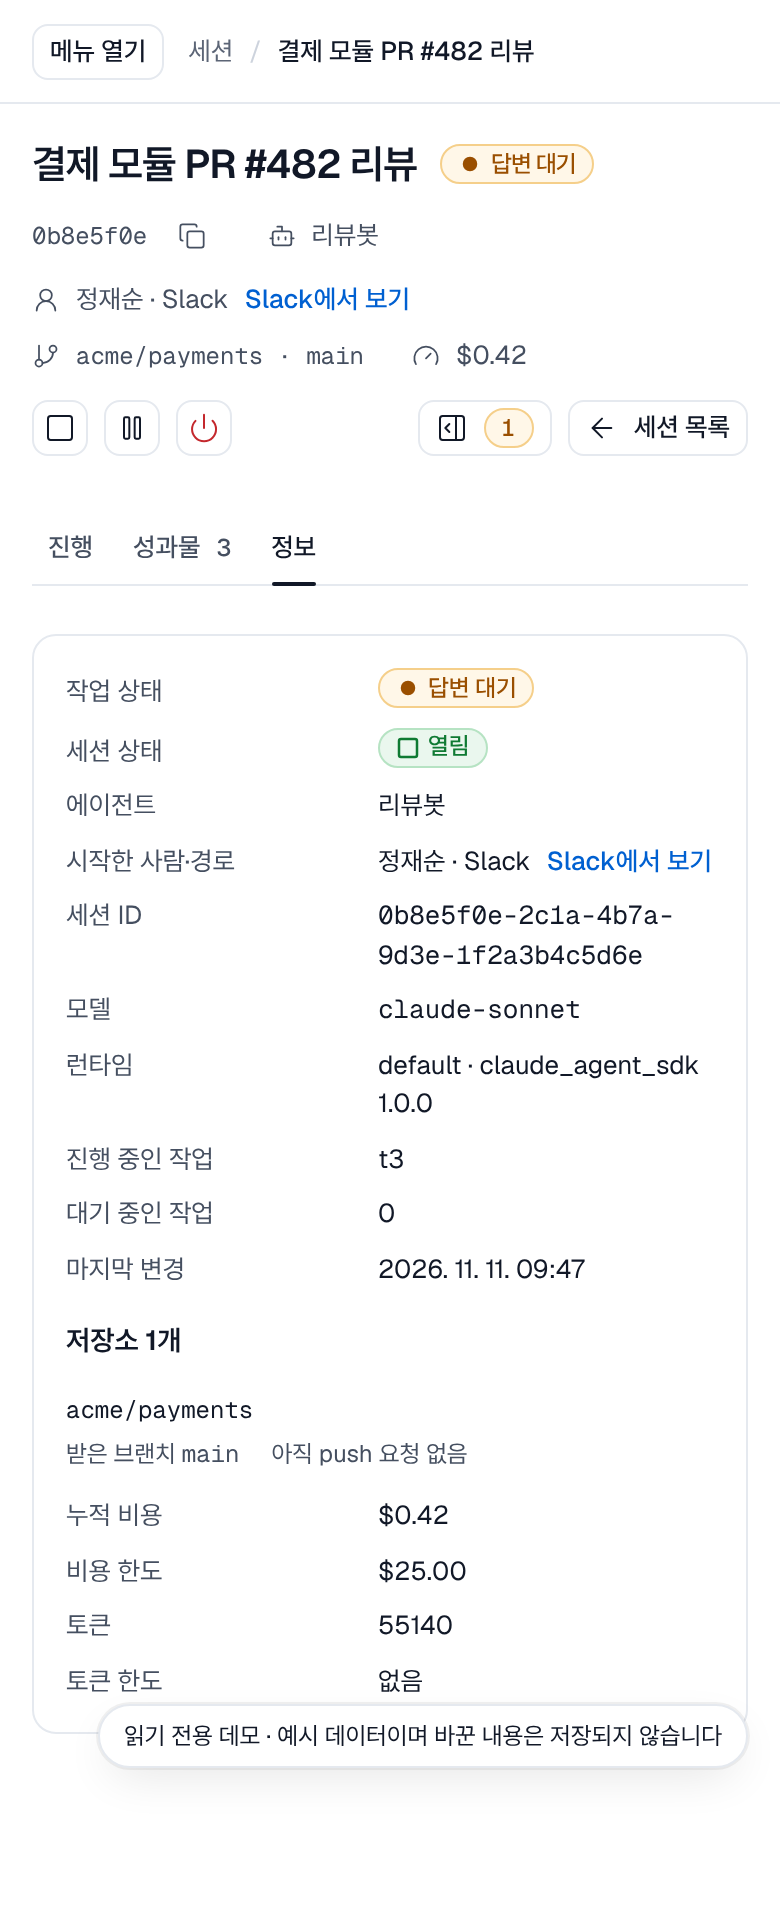 메뉴 열기 세션 / 결제 모듈 PR #482 리뷰
결제 모듈 PR #482 리뷰 답변 대기
0b8e5f0e 리뷰봇
정재순 · Slack Slack에서 보기
acme/payments · main $0.42
1 세션 목록
진행 성과물 3 정보
작업 상태 답변 대기
세션 상태 열림
에이전트 리뷰봇
시작한 사람·경로 정재순 · Slack Slack에서 보기
세션 ID 0b8e5f0e-2c1a-4b7a-
9d3e-1f2a3b4c5d6e
모델 claude-sonnet
런타임 default · claude_agent_sdk
1.0.0
진행 중인 작업 t3
대기 중인 작업 0
마지막 변경 2026. 11. 11. 09:47
저장소 1개
acme/payments
받은 브랜치 main 아직 push 요청 없음
누적 비용 $0.42
비용 한도 $25.00
토큰 55140
토큰 한도 없음
읽기 전용 데모 · 예시 데이터이며 바꾼 내용은 저장되지 않습니다